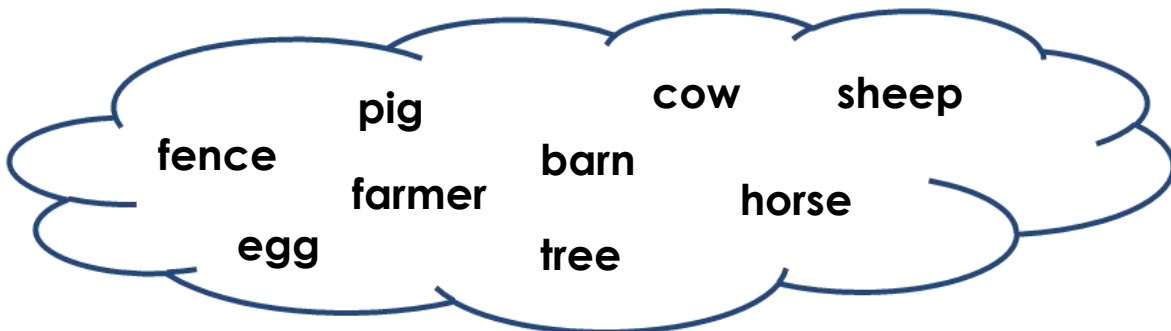 cow
sheep
pig
fence
barn
farmer
horse
egg
tree